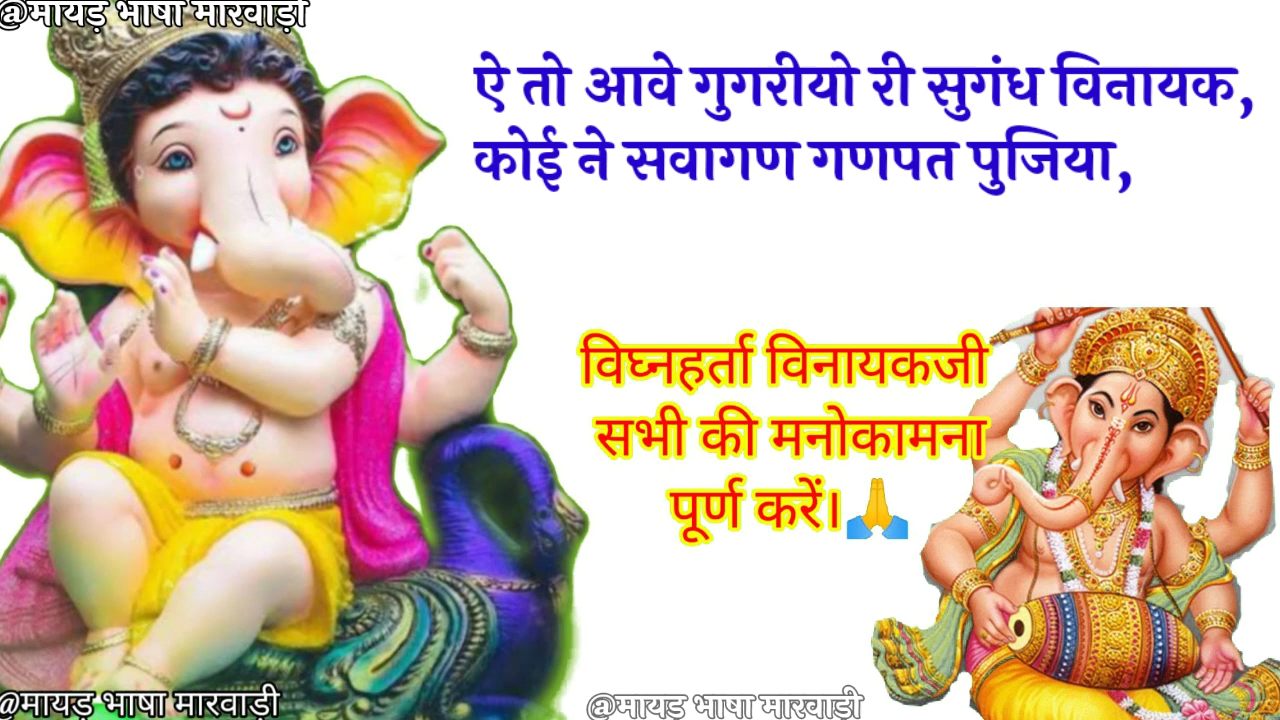 @मायड़ भाषा मारवाड़ी
ऐ तो आवे गुगरीयो री सुगंध विनायक,
कोई ने सवागण गणपत पुजिया,
विघ्नहर्ता विनायकजी
सभी की मनोकामना
पूर्ण करें।🙏
@मायड़ भाषा मारवाड़ी
@मायड भाषा मारवाडी